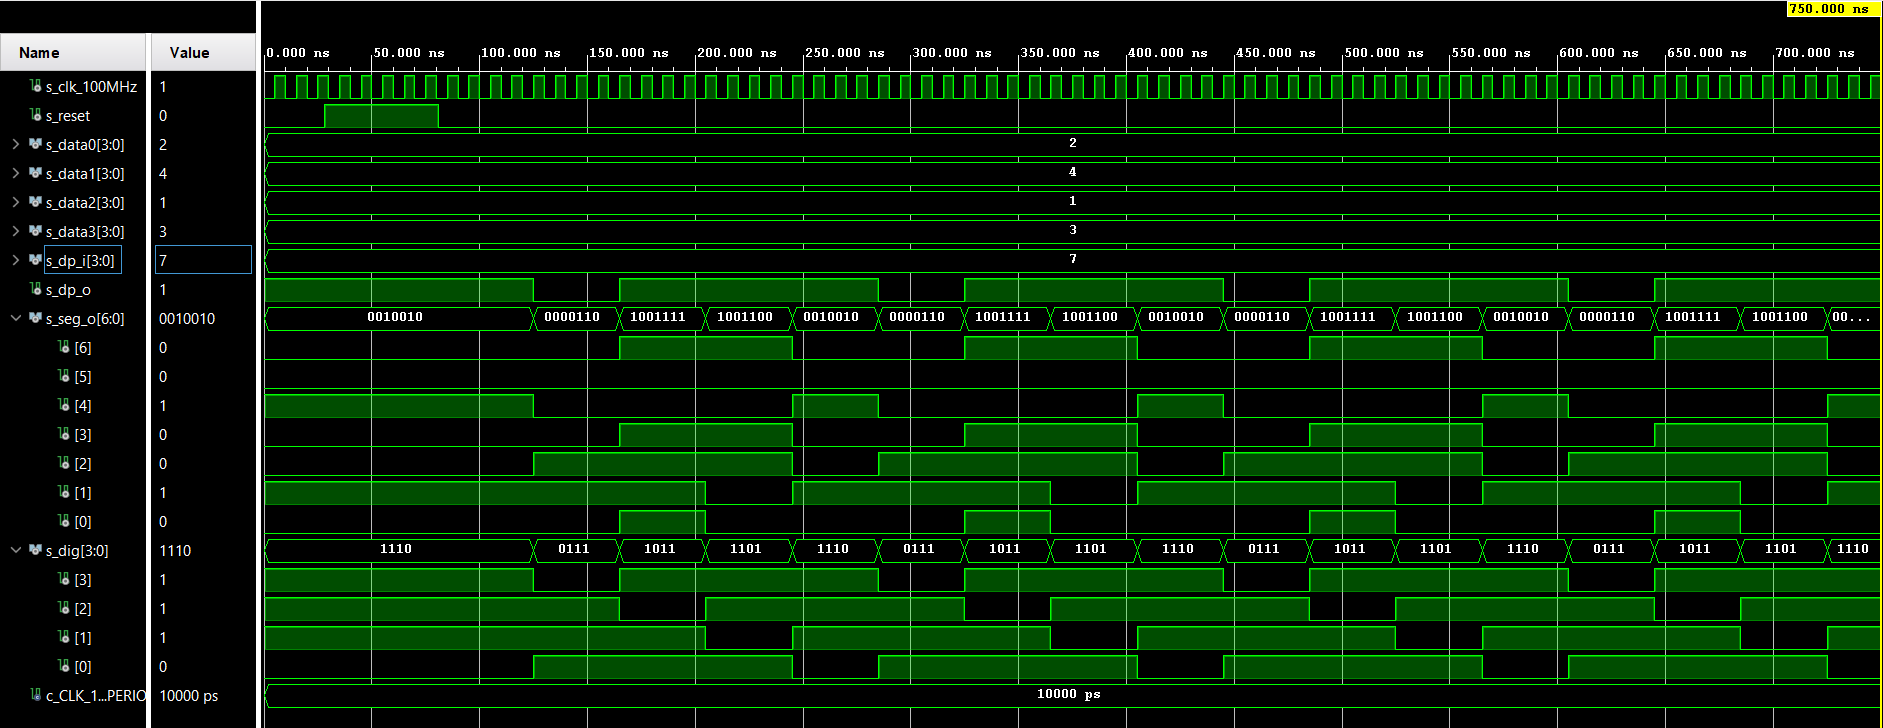 750.000 ns
Name Value
0.000 ns 50.000 ns 100.000 ns 150.000 ns 200.000 ns 250.000 ns 300.000 ns 350.000 ns 400.000 ns 450.000 ns 500.000 ns 550.000 ns 600.000 ns 650.000 ns 700.000 ns
s_clk_100MHz 1
s_reset 0
s_data0[3:0] 2 2
s_data1[3:0] 4 4
s_data2[3:0] 1 1
s_data3[3:0] 3 3
s_dp_i[3:0] 7 7
s_dp_o 1
s_seg_o[6:0] 0010010 0010010 0000110 1001111 1001100 0010010 0000110 1001111 1001100 0010010 0000110 1001111 1001100 0010010 0000110 1001111 1001100 00...
[6] 0
[5] 0
[4] 1
[3] 0
[2] 0
[1] 1
[0] 0
s_dig[3:0] 1110 1110 0111 1011 1101 1110 0111 1011 1101 1110 0111 1011 1101 1110 0111 1011 1101 1110
[3] 1
[2] 1
[1] 1
[0] 0
c_CLK_1...PERIO 10000 ps 10000 ps